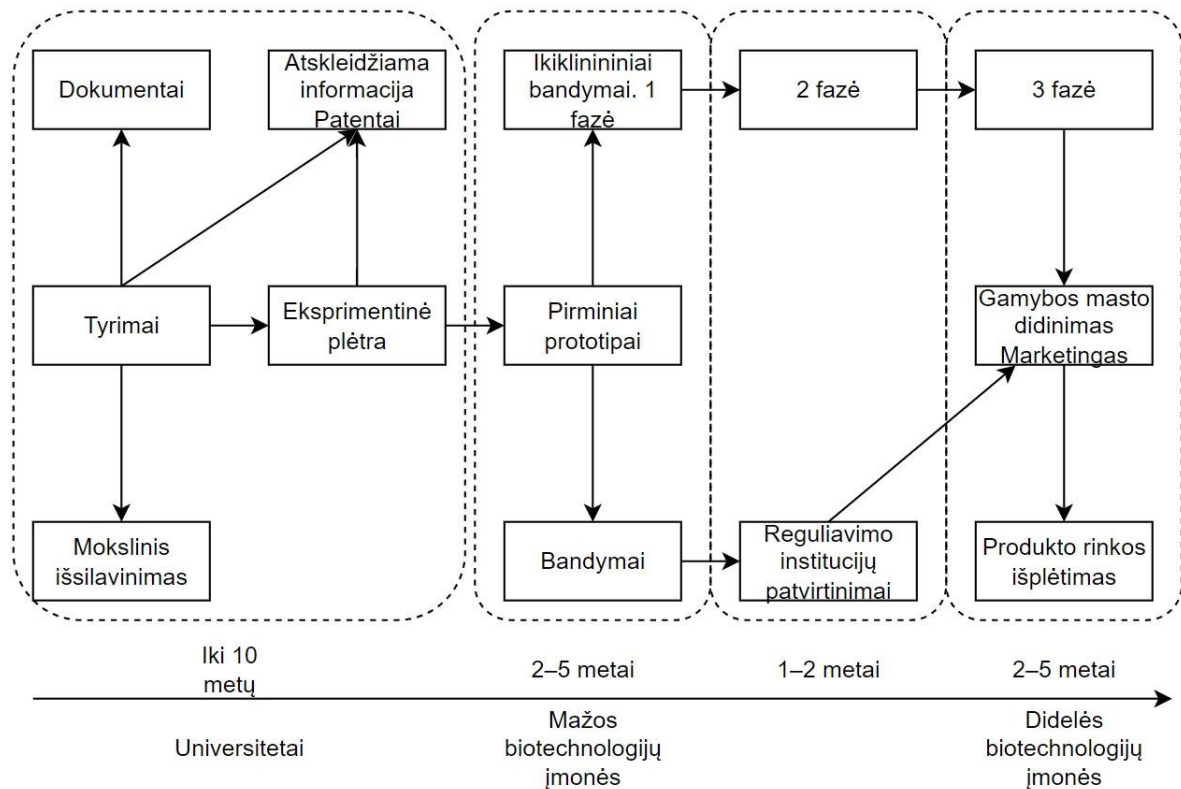 Dokumentai
Atskleidžiama
informacija
Patentai
Ikiklinininiai
bandymai. 1
fazė
2 fazė
3 fazė
Tyrimai
Eksprimentinė
plėtra
Pirminiai
prototipai
Gamybos masto
didinimas
Marketingas
Mokslinis
išsilavinimas
Bandymai
Reguliavimo
institucijų
patvirtinimai
Produkto rinkos
išplėtimas
Iki 10
metų
2–5 metai
1–2 metai
2–5 metai
Universitetai
Mažos
biotechnologijų
įmonės
Didelės
biotechnologijų
įmonės